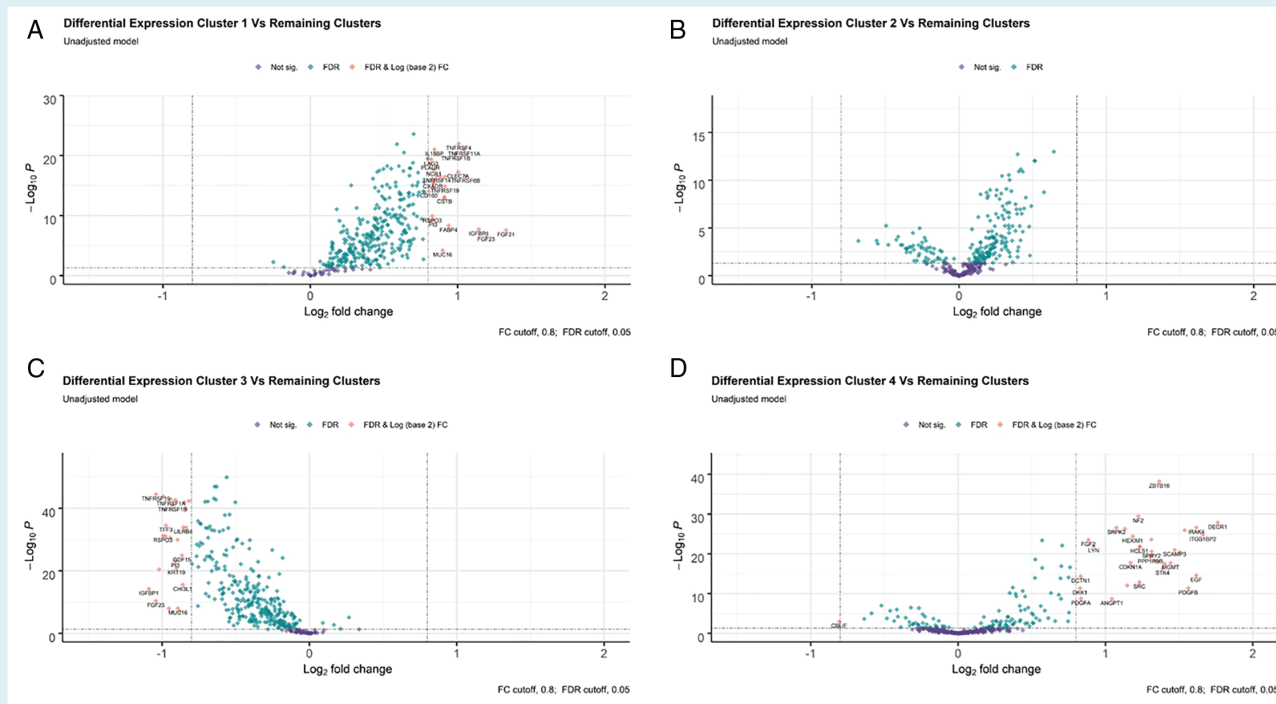 A
Differential Expression Cluster 1 Vs Remaining Clusters
Unadjusted model
Not sig. FDR FDR & Log (base 2) FC
30
20
10
0
– Log10 P
TNFRSF4
IL18BP TNFRSF11A
TNFRSF1B
LAG3
PLAUR
NCR1 CLEC7A
TNFRSF14 TNFRSF6B
CXADR TNFRSF19
CD160
CSTB
RSPO3
PI3
FABP4
IGFBP1 FGF21
FGF23
MUC16
-1 0 1 2
Log2 fold change
FC cutoff, 0.8; FDR cutoff, 0.05
B
Differential Expression Cluster 2 Vs Remaining Clusters
Unadjusted model
Not sig. FDR
15
10
5
0
– Log10 P
-1 0 1 2
Log2 fold change
FC cutoff, 0.8; FDR cutoff, 0.05
C
Differential Expression Cluster 3 Vs Remaining Clusters
Unadjusted model
Not sig. FDR FDR & Log (base 2) FC
40
20
0
– Log10 P
TNFRSF19
TNFRSF1A
TFF3 LILRB4
RSPO3
GDF15
PI3
KRT19
IGFBP1 CHI3L1
FGF23
MUC16
-1 0 1 2
Log2 fold change
FC cutoff, 0.8; FDR cutoff, 0.05
D
Differential Expression Cluster 4 Vs Remaining Clusters
Unadjusted model
Not sig. FDR FDR & Log (base 2) FC
40
30
20
10
0
– Log10 P
ZBTB16
NF2
SRPK2 IRAK4 DECR1
HEXIM1 ITGB1BP2
FGF2
LYN HCLS1 SCAMP3
SPRY2
CDKN1A MGMT
STK4
DCTN1 EGF
SRC
DKK1 PDGFB
PDGFA ANGPT1
-1 0 1 2
Log2 fold change
FC cutoff, 0.8; FDR cutoff, 0.05